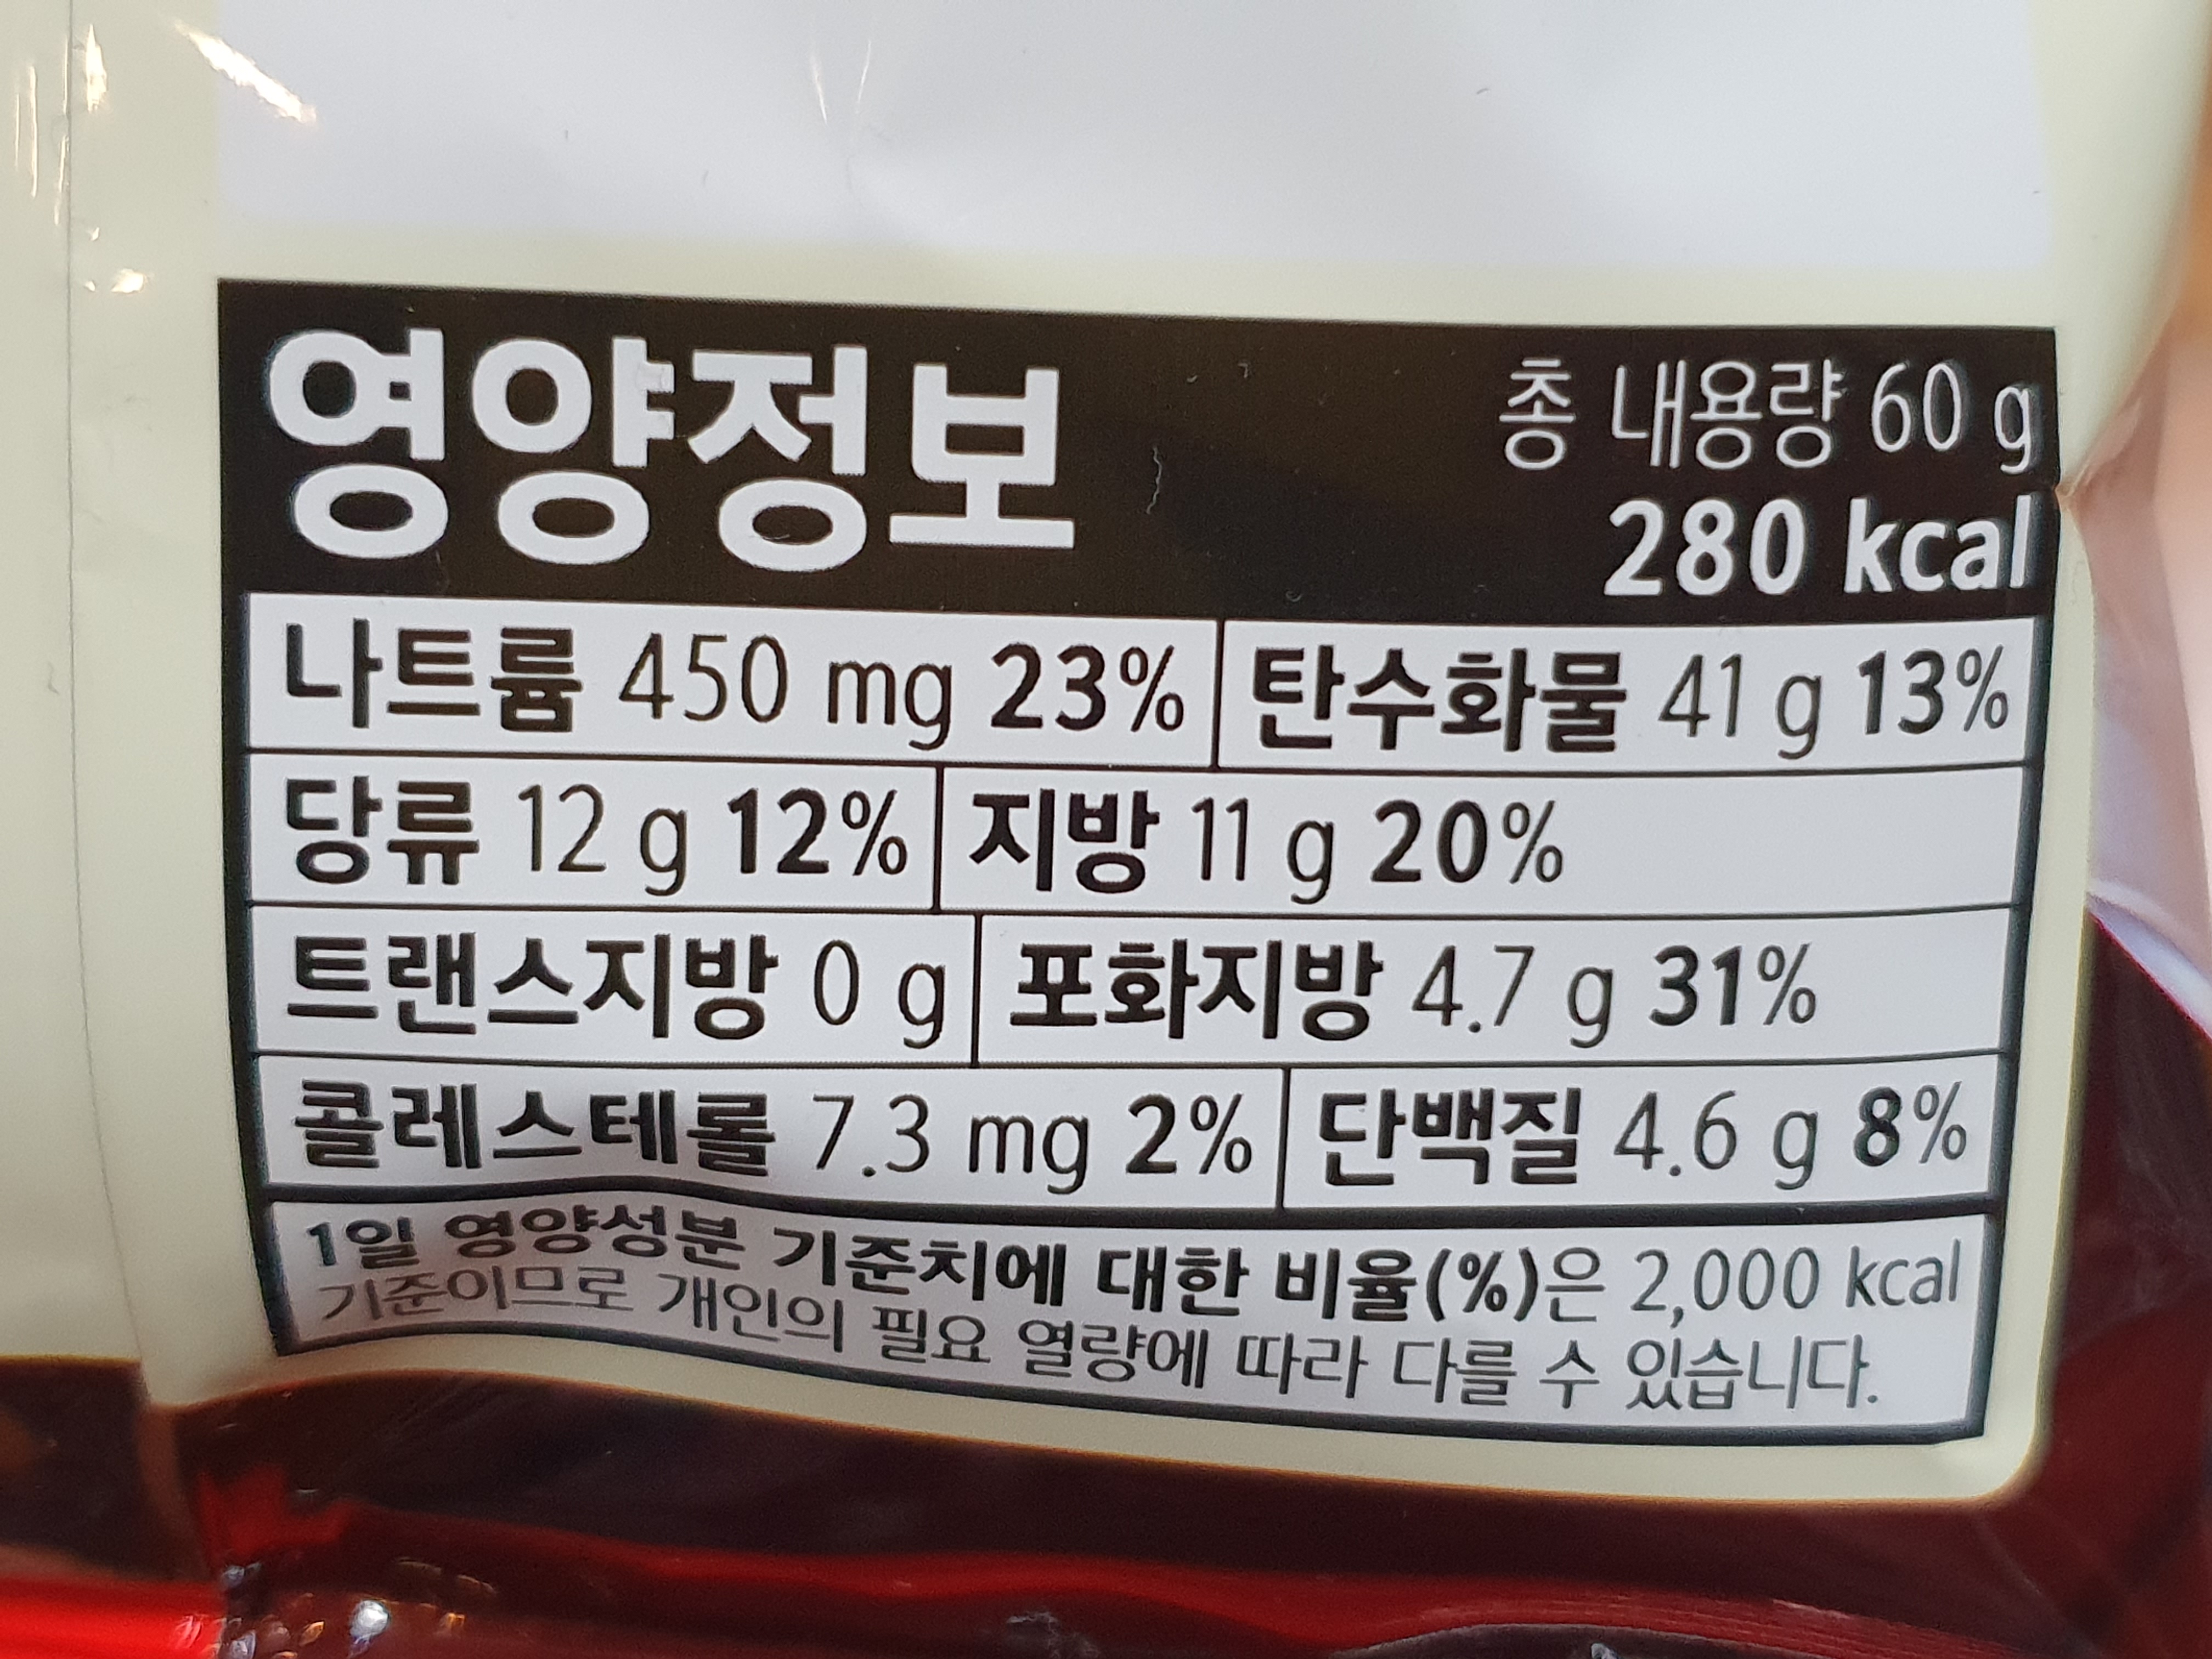 영양정보
총 내용량 60 g
280 kcal
나트륨 450 mg 23% 탄수화물 41 g 13%
당류 12 g 12% 지방 11 g 20%
트랜스지방 0 g 포화지방 4.7 g 31%
콜레스테롤 7.3 mg 2% 단백질 4.6 g 8%
1일 영양성분 기준치에 대한 비율(%)은 2,000 kcal
기준이므로 개인의 필요 열량에 따라 다를 수 있습니다.